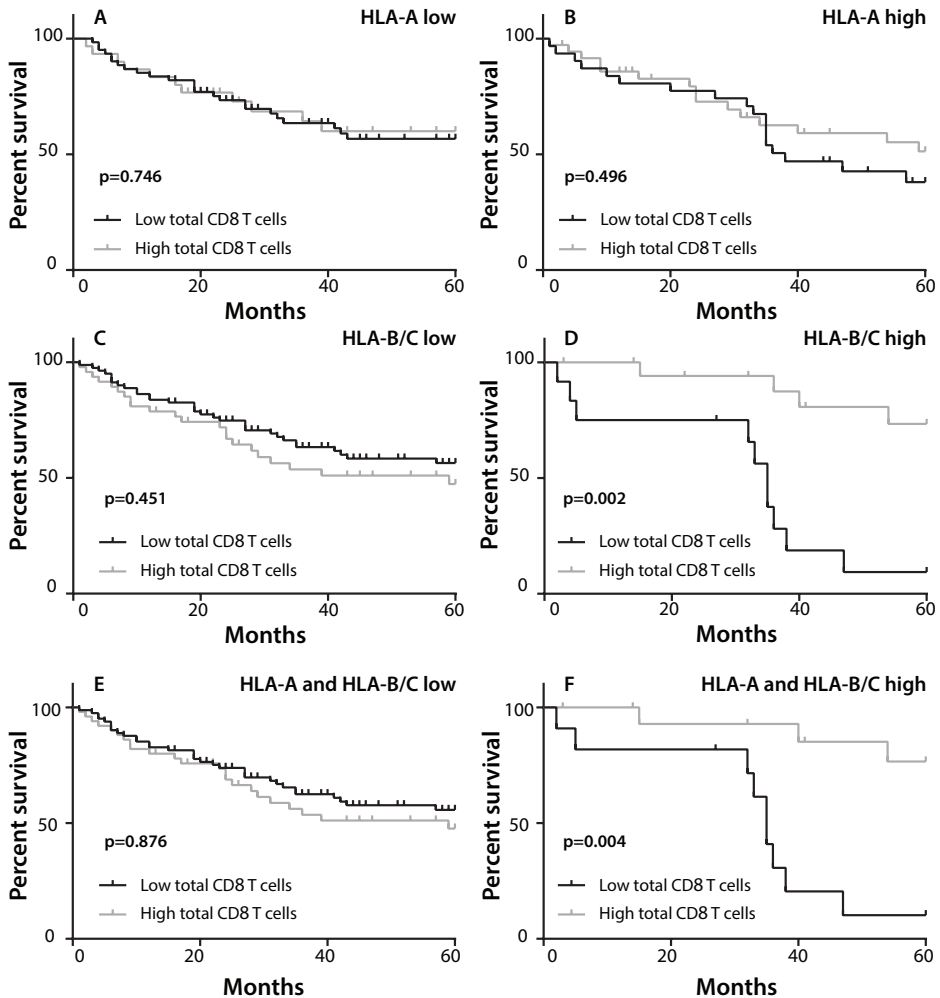 A
HLA-A low
100
50
0
Percent survival
p=0.746
Low total CD8 T cells
High total CD8 T cells
0 20 40 60
Months
B
HLA-A high
100
50
0
Percent survival
p=0.496
Low total CD8 T cells
High total CD8 T cells
0 20 40 60
Months
C
HLA-B/C low
100
50
0
Percent survival
p=0.451
Low total CD8 T cells
High total CD8 T cells
0 20 40 60
Months
D
HLA-B/C high
100
50
0
Percent survival
p=0.002
Low total CD8 T cells
High total CD8 T cells
0 20 40 60
Months
E
HLA-A and HLA-B/C low
100
50
0
Percent survival
p=0.876
Low total CD8 T cells
High total CD8 T cells
0 20 40 60
Months
F
HLA-A and HLA-B/C high
100
50
0
Percent survival
p=0.004
Low total CD8 T cells
High total CD8 T cells
0 20 40 60
Months